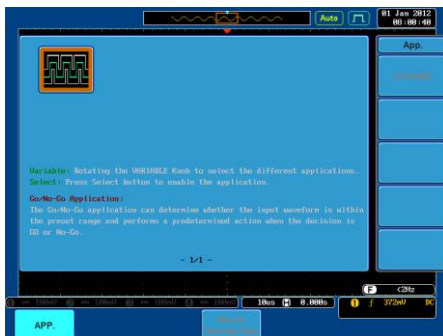 Auto
01 Jan 2012
00:00:40
App.
Variable: Rotating the VARIABLE Knob to select the different applications.
Select: Press Select button to enable the application.
Go/No-Go Application:
The Go/No-Go application can determine whether the input waveform is within
the preset range and performs a predetermined action when the decision is
GO or No-Go.
- 1/1 -
F <2Hz
10us H 0.000s
1 f 372mV DC
APP.